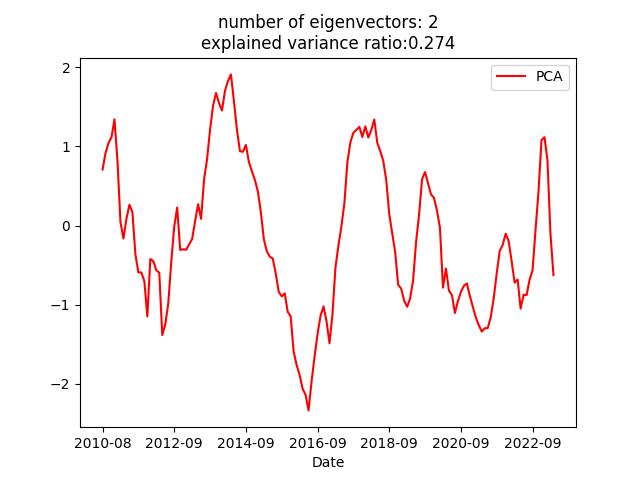 number of eigenvectors: 2
explained variance ratio:0.274
PCA
2
1
0
−1
−2
2010-08 2012-09 2014-09 2016-09 2018-09 2020-09 2022-09
Date